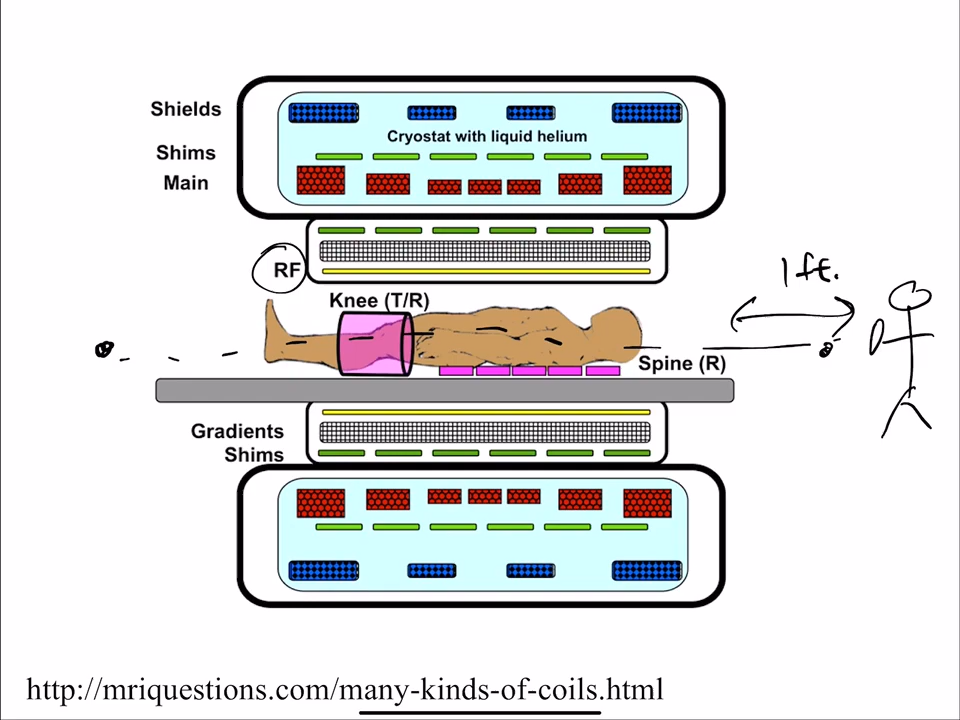 Shields
Cryostat with liquid helium
Shims
Main
RF
1 ft.
Knee (T/R)
Spine (R)
Gradients
Shims
http://mriquestions.com/many-kinds-of-coils.html